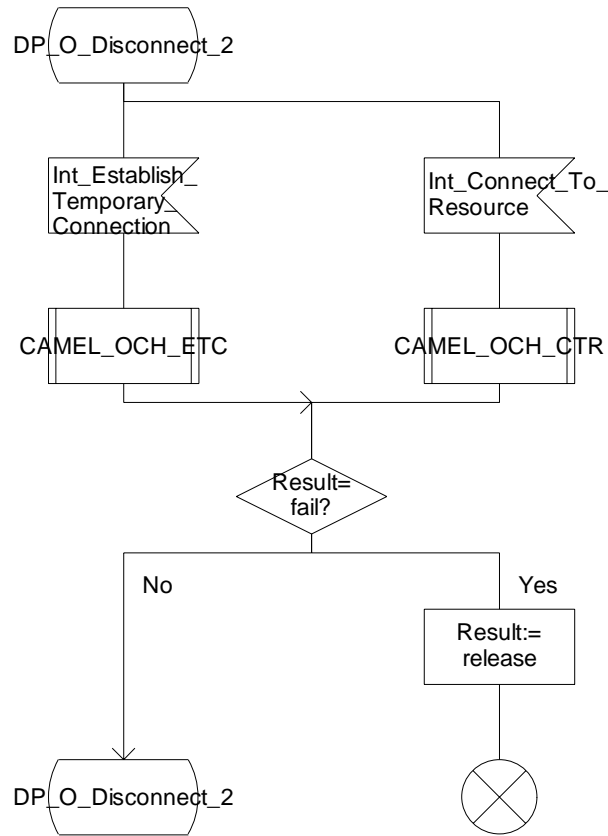 DP_O_Disconnect_2
Int_Establish_
Temporary_
Connection
Int_Connect_To_
Resource
CAMEL_OCH_ETC
CAMEL_OCH_CTR
Result=
fail?
No
Yes
Result:=
release
DP_O_Disconnect_2